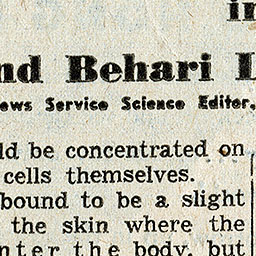 in
nd Behari
ews Service Science Editor,
ld be concentrated on
cells themselves.
bound to be a slight
the skin where the
nter the body, but